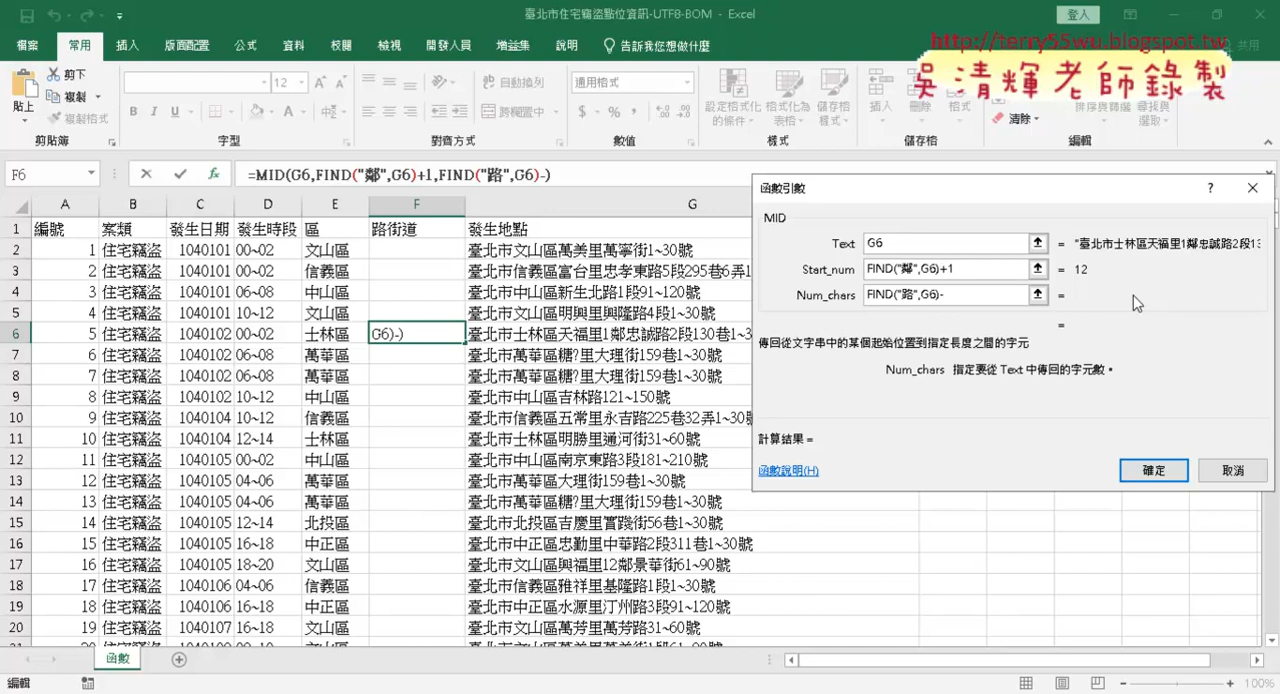 臺北市住宅竊盜點位資訊-UTF8-BOM - Excel
登入
檔案 常用 插入 版面配置 公式 資料 校閱 檢視 開發人員 增益集 說明 告訴我您想做什麼 共用
http://terry55wu.blogspot.tw
吳清輝老師錄製
貼上 剪下 複製 複製格式
12 A A
B I U
自動換列 跨欄置中
通用格式
$ % ,
設定格式化的條件 格式化為表格 儲存格樣式
插入 刪除 格式
清除 排序與篩選 尋找與選取
剪貼簿 字型 對齊方式 數值 樣式 儲存格 編輯
F6 fx =MID(G6,FIND("鄰",G6)+1,FIND("路",G6)-)
A B C D E F G
1 編號 案類 發生日期 發生時段 區 路街道 發生地點
2 1 住宅竊盜 1040101 00~02 文山區 臺北市文山區萬美里萬寧街1~30號
3 2 住宅竊盜 1040101 00~02 信義區 臺北市信義區富台里忠孝東路5段295巷6弄1
4 3 住宅竊盜 1040101 06~08 中山區 臺北市中山區新生北路1段91~120號
5 4 住宅竊盜 1040101 10~12 文山區 臺北市文山區明興里興隆路4段1~30號
6 5 住宅竊盜 1040102 00~02 士林區 G6)-) 臺北市士林區天福里1鄰忠誠路2段130巷1~3
7 6 住宅竊盜 1040102 06~08 萬華區 臺北市萬華區糖?里大理街159巷1~30號
8 7 住宅竊盜 1040102 06~08 萬華區 臺北市萬華區糖?里大理街159巷1~30號
9 8 住宅竊盜 1040102 06~08 中山區 臺北市中山區吉林路121~150號
10 9 住宅竊盜 1040104 10~12 信義區 臺北市信義區五常里永吉路225巷32弄1~30號
11 10 住宅竊盜 1040104 12~14 士林區 臺北市士林區明勝里通河街31~60號
12 11 住宅竊盜 1040105 00~02 中山區 臺北市中山區南京東路3段181~210號
13 12 住宅竊盜 1040105 04~06 萬華區 臺北市萬華區大理街159巷1~30號
14 13 住宅竊盜 1040105 04~06 萬華區 臺北市萬華區糖?里大理街159巷1~30號
15 14 住宅竊盜 1040105 12~14 北投區 臺北市北投區吉慶里實踐街56巷1~30號
16 15 住宅竊盜 1040105 16~18 中正區 臺北市中正區忠勤里中華路2段311巷1~30號
17 16 住宅竊盜 1040105 18~20 文山區 臺北市文山區興福里12鄰景華街61~90號
18 17 住宅竊盜 1040106 04~06 信義區 臺北市信義區雅祥里基隆路1段1~30號
19 18 住宅竊盜 1040106 16~18 中正區 臺北市中正區水源里汀州路3段91~120號
20 19 住宅竊盜 1040107 16~18 文山區 臺北市文山區萬芳里萬芳路31~60號
函數引數 ?
MID
Text G6 = "臺北市士林區天福里1鄰忠誠路2段13
Start_num FIND("鄰",G6)+1 = 12
Num_chars FIND("路",G6)- =
=
傳回從文字串中的某個起始位置到指定長度之間的字元
Num_chars 指定要從 Text 中傳回的字元數。
計算結果 =
函數說明(H) 確定 取消
函數
編輯 100%